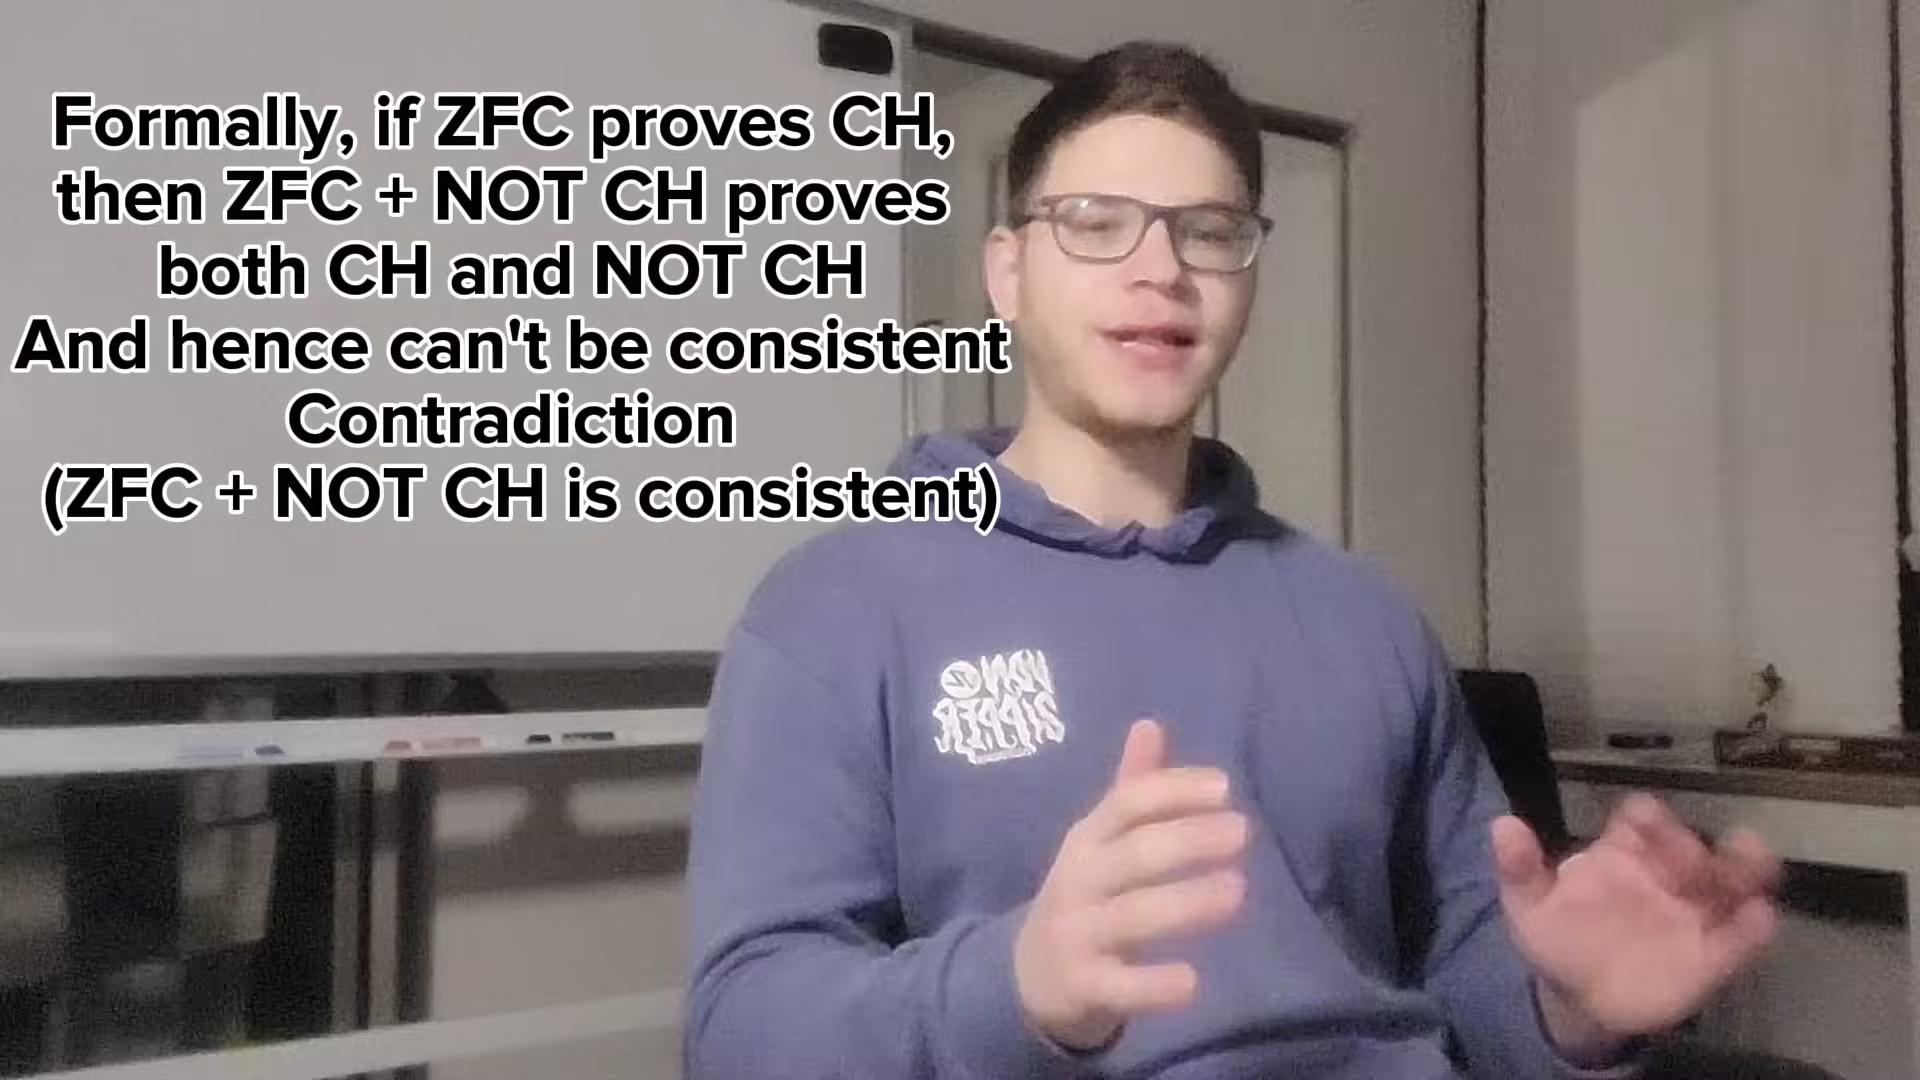 Formally, if ZFC proves CH,
then ZFC + NOT CH proves
both CH and NOT CH
And hence can't be consistent
Contradiction
(ZFC + NOT CH is consistent)